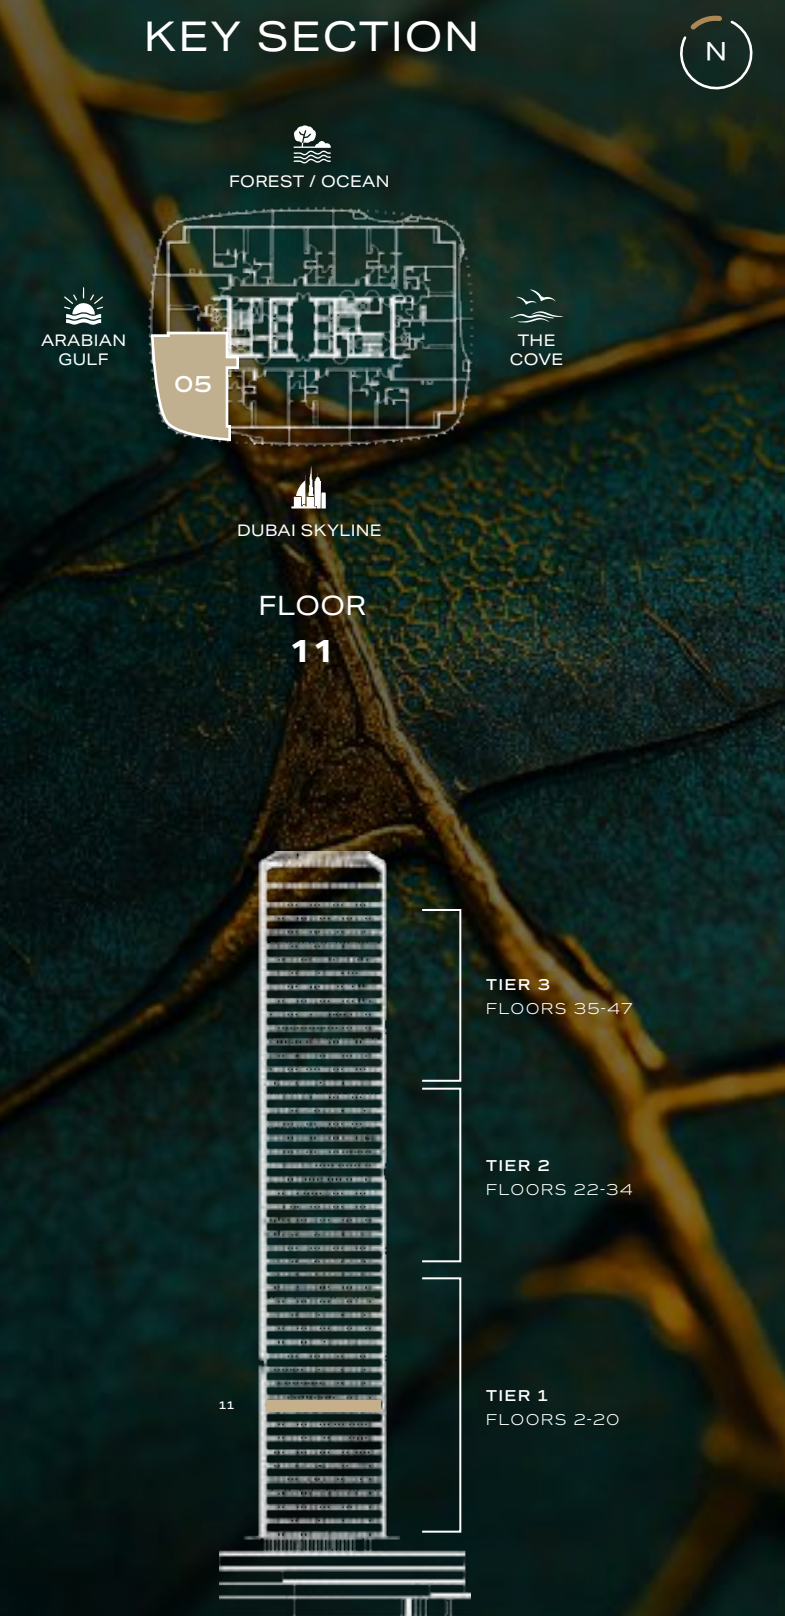 KEY SECTION
N
FOREST / OCEAN
ARABIAN
GULF
THE
COVE
05
DUBAI SKYLINE
FLOOR
11
TIER 3
FLOORS 35-47
TIER 2
FLOORS 22-34
TIER 1
FLOORS 2-20
11